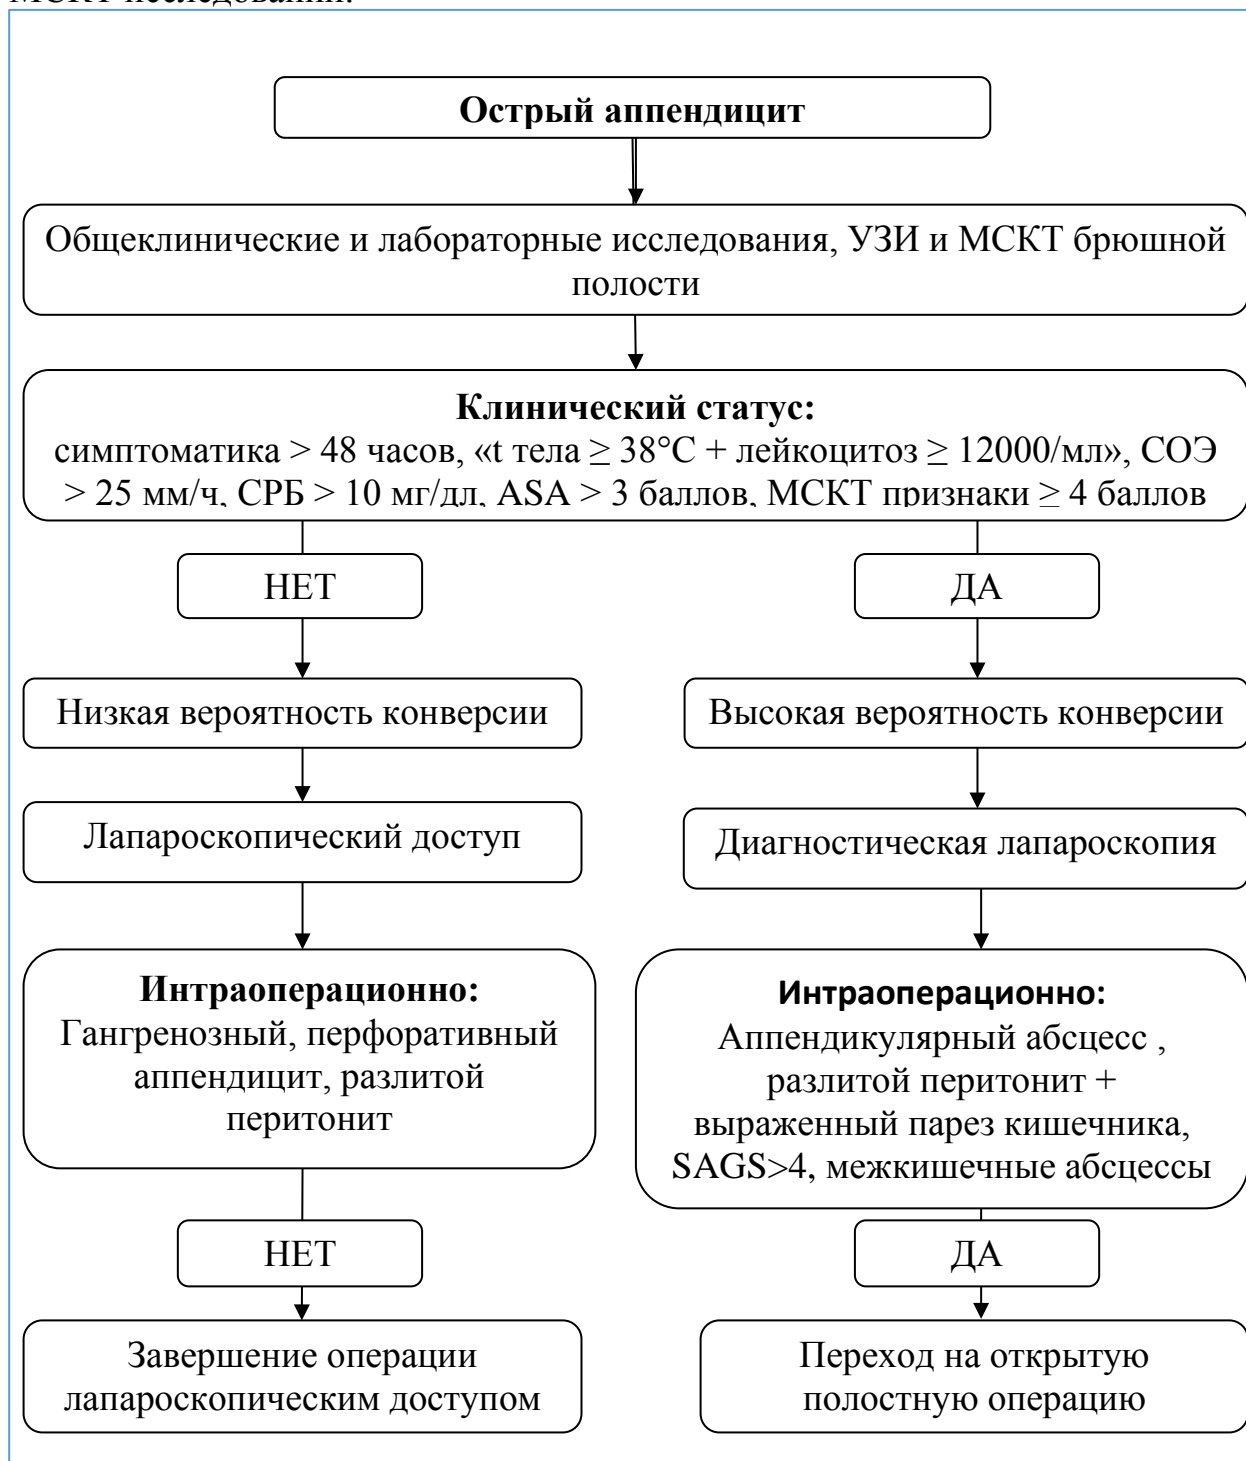 МСКТ исследовании.
Острый аппендицит
Общеклинические и лабораторные исследования, УЗИ и МСКТ брюшной
полости
Клинический статус:
симптоматика > 48 часов, «t тела ≥ 38°С + лейкоцитоз ≥ 12000/мл», СОЭ
> 25 мм/ч, СРБ > 10 мг/дл, ASA > 3 баллов, МСКТ признаки ≥ 4 баллов
НЕТ
ДА
Низкая вероятность конверсии
Высокая вероятность конверсии
Лапароскопический доступ
Диагностическая лапароскопия
Интраоперационно:
Гангренозный, перфоративный
аппендицит, разлитой
перитонит
Интраоперационно:
Аппендикулярный абсцесс ,
разлитой перитонит +
выраженный парез кишечника,
SAGS>4, межкишечные абсцессы
НЕТ
ДА
Завершение операции
лапароскопическим доступом
Переход на открытую
полостную операцию